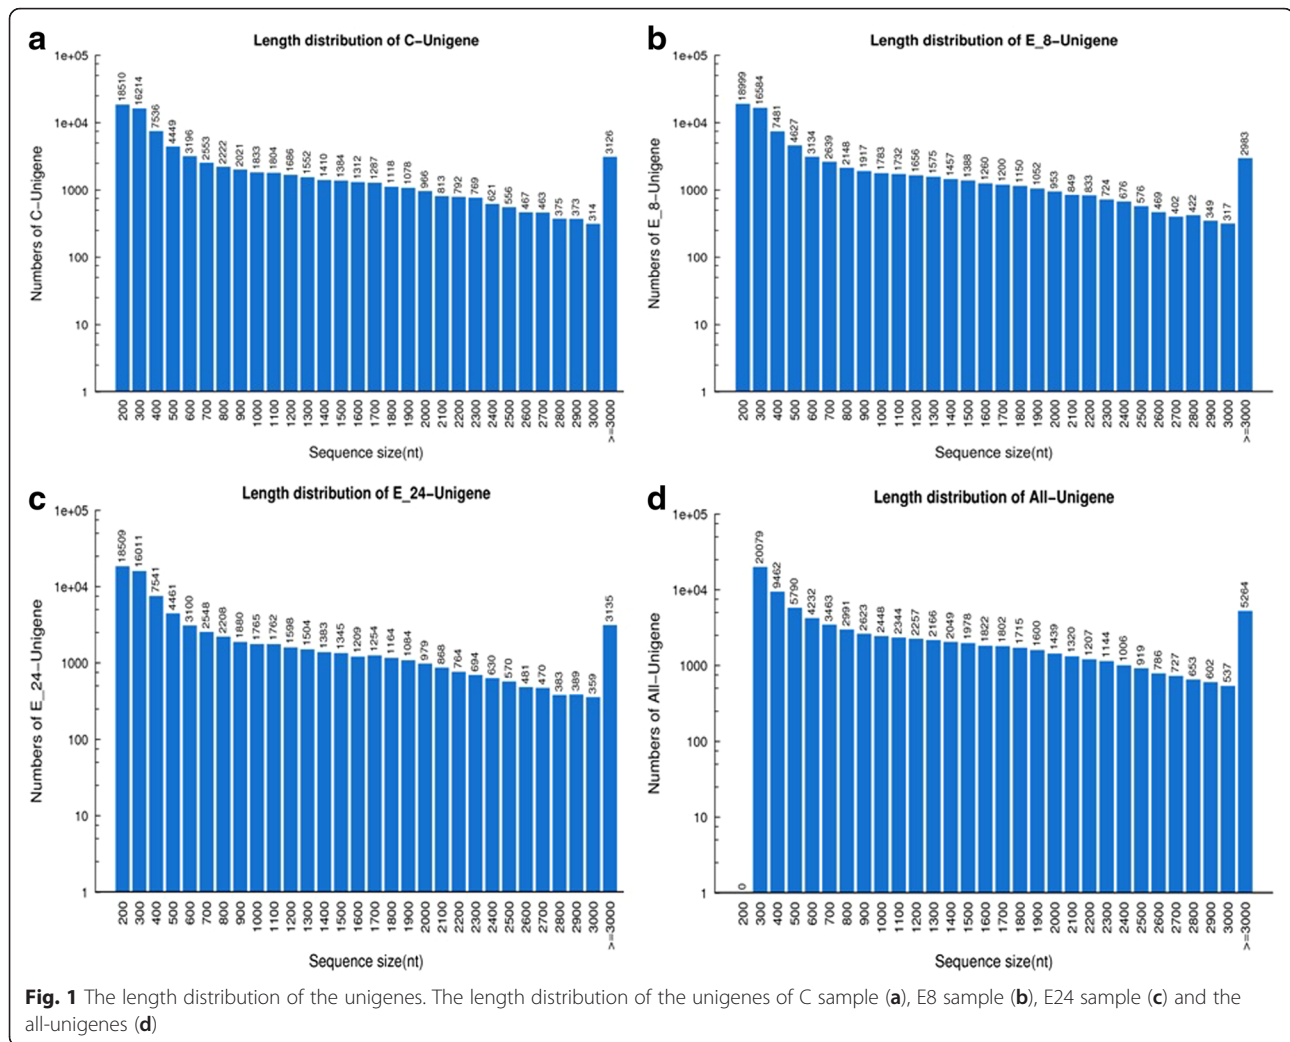 a
Length distribution of C-Unigene
Numbers of C-Unigene
1e+05
1e+04
1000
100
10
1
18510 16214 7536 4449 3196 2553 2222 2021 1833 1804 1686 1552 1410 1384 1312 1287 1118 1078 966 813 792 769 621 556 467 463 375 373 314 3126
200 300 400 500 600 700 800 900 1000 1100 1200 1300 1400 1500 1600 1700 1800 1900 2000 2100 2200 2300 2400 2500 2600 2700 2800 2900 3000 >=3000
Sequence size(nt)
b
Length distribution of E_8-Unigene
Numbers of E_8-Unigene
1e+05
1e+04
1000
100
10
1
18999 16584 7481 4627 3134 2639 2148 1917 1783 1732 1656 1575 1457 1388 1260 1200 1150 1052 953 849 833 724 676 576 469 402 422 349 317 2983
200 300 400 500 600 700 800 900 1000 1100 1200 1300 1400 1500 1600 1700 1800 1900 2000 2100 2200 2300 2400 2500 2600 2700 2800 2900 3000 >=3000
Sequence size(nt)
c
Length distribution of E_24-Unigene
Numbers of E_24-Unigene
1e+05
1e+04
1000
100
10
1
18509 16011 7541 4461 3100 2548 2208 1880 1765 1762 1598 1504 1383 1345 1209 1254 1164 1084 979 868 764 694 630 570 481 470 383 389 359 3135
200 300 400 500 600 700 800 900 1000 1100 1200 1300 1400 1500 1600 1700 1800 1900 2000 2100 2200 2300 2400 2500 2600 2700 2800 2900 3000 >=3000
Sequence size(nt)
d
Length distribution of All-Unigene
Numbers of All-Unigene
1e+05
1e+04
1000
100
10
1
0 20079 9462 5790 4232 3463 2991 2623 2448 2344 2257 2166 2049 1978 1822 1802 1715 1600 1439 1320 1207 1144 1006 919 786 727 653 602 537 5264
200 300 400 500 600 700 800 900 1000 1100 1200 1300 1400 1500 1600 1700 1800 1900 2000 2100 2200 2300 2400 2500 2600 2700 2800 2900 3000 >=3000
Sequence size(nt)
Fig. 1 The length distribution of the unigenes. The length distribution of the unigenes of C sample (a), E8 sample (b), E24 sample (c) and the
all-unigenes (d)